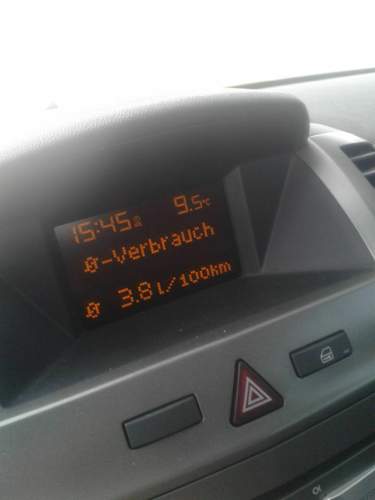 15:45 9.5°C
Ø-Verbrauch
Ø 3.8 l/100km